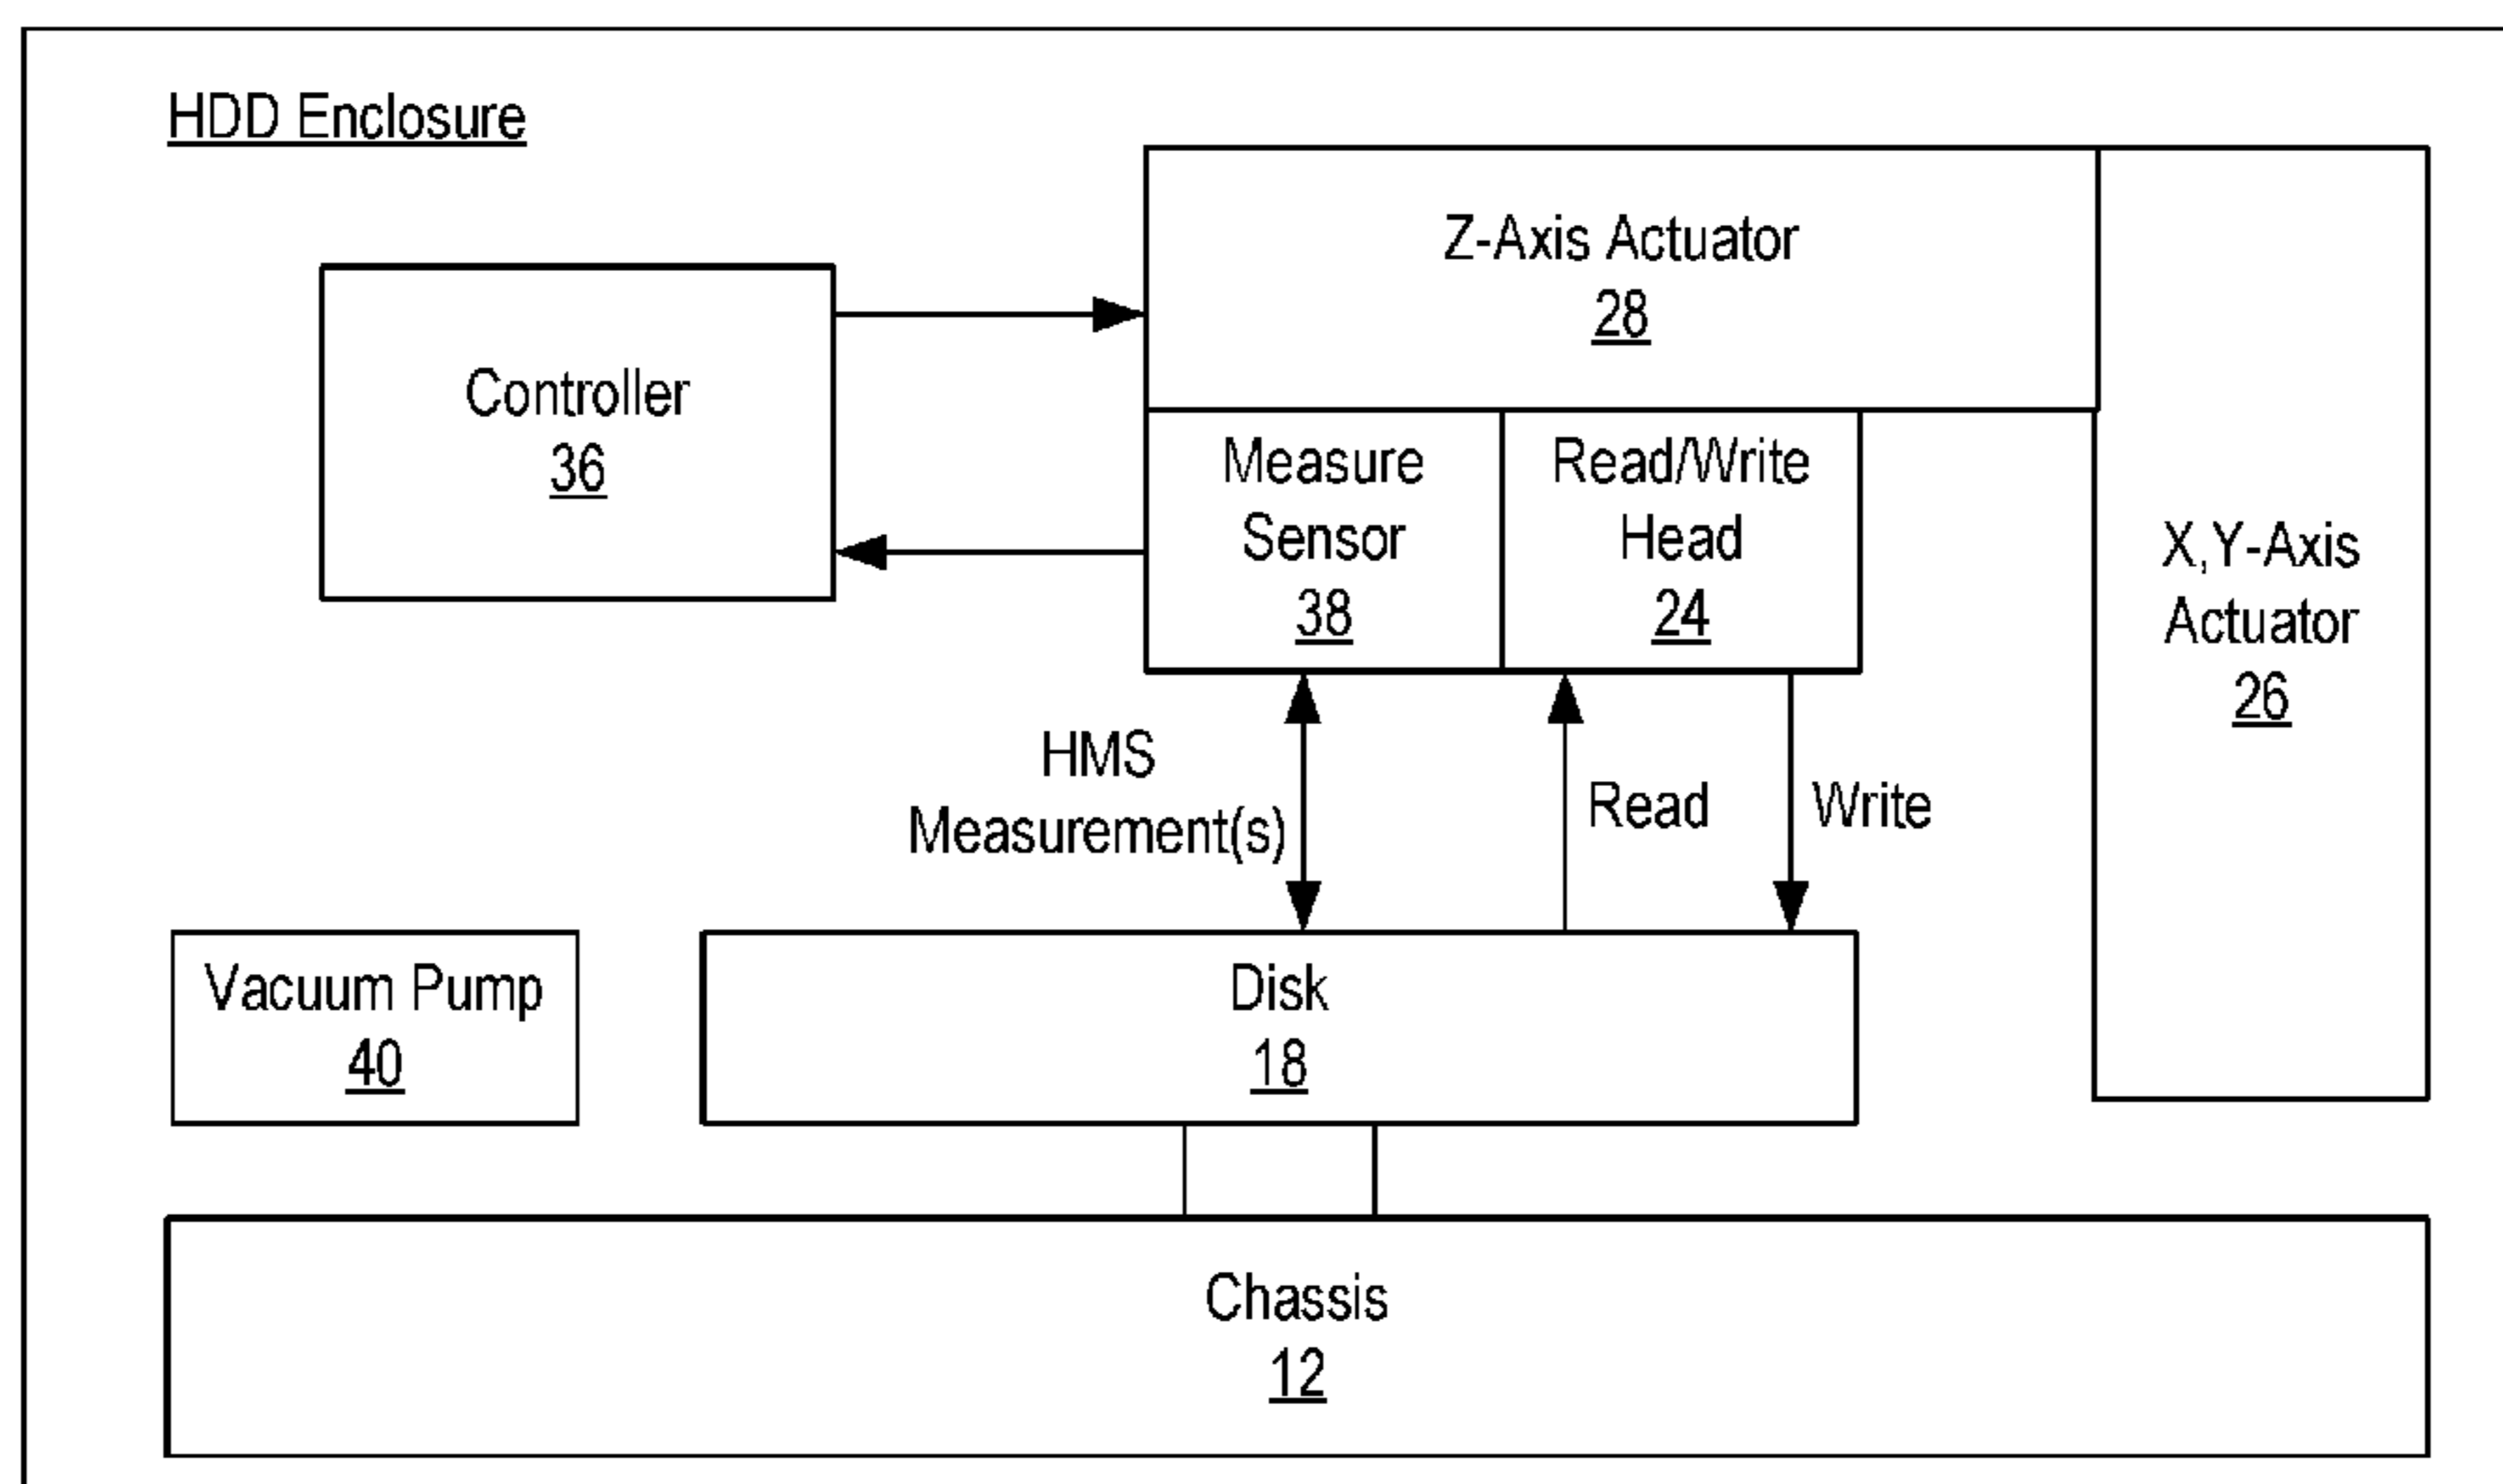 HDD Enclosure
Z-Axis Actuator
28
Controller
36
Measure
Sensor
38
Read/Write
Head
24
X,Y-Axis
Actuator
26
HMS
Measurement(s)
Read
Write
Vacuum Pump
40
Disk
18
Chassis
12